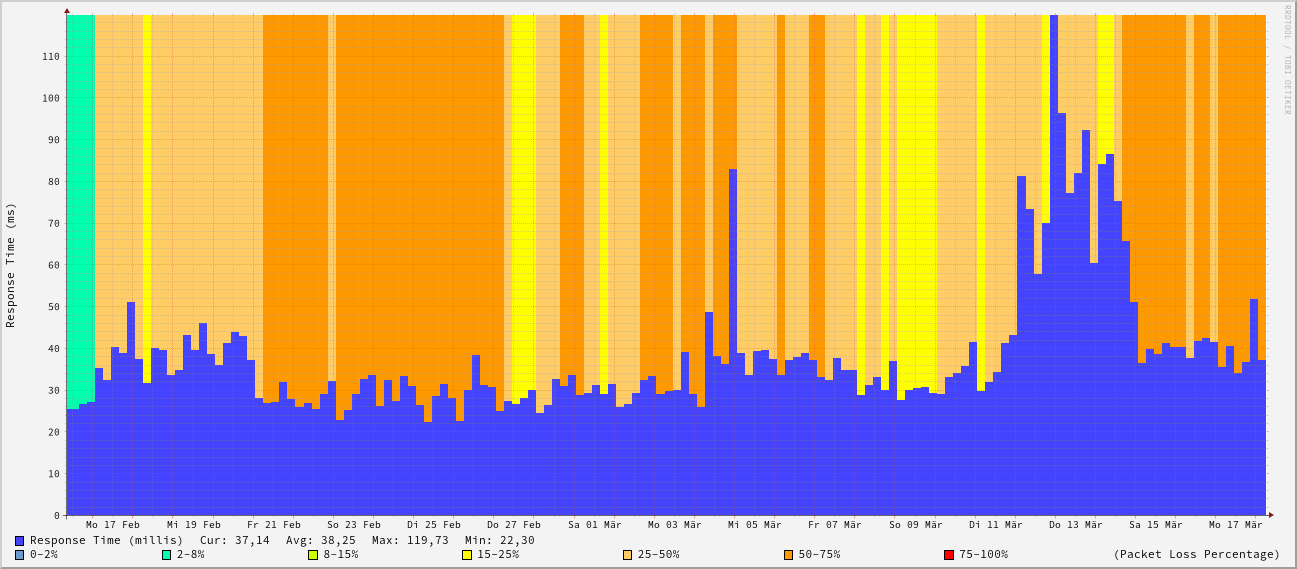 RRDTOOL / TOBI OETIKER
Response Time (ms)
110
100
90
80
70
60
50
40
30
20
10
0
Mo 17 Feb Mi 19 Feb Fr 21 Feb So 23 Feb Di 25 Feb Do 27 Feb Sa 01 Mär Mo 03 Mär Mi 05 Mär Fr 07 Mär So 09 Mär Di 11 Mär Do 13 Mär Sa 15 Mär Mo 17 Mär
Response Time (millis) Cur: 37,14 Avg: 38,25 Max: 119,73 Min: 22,30
0-2% 2-8% 8-15% 15-25% 25-50% 50-75% 75-100% (Packet Loss Percentage)